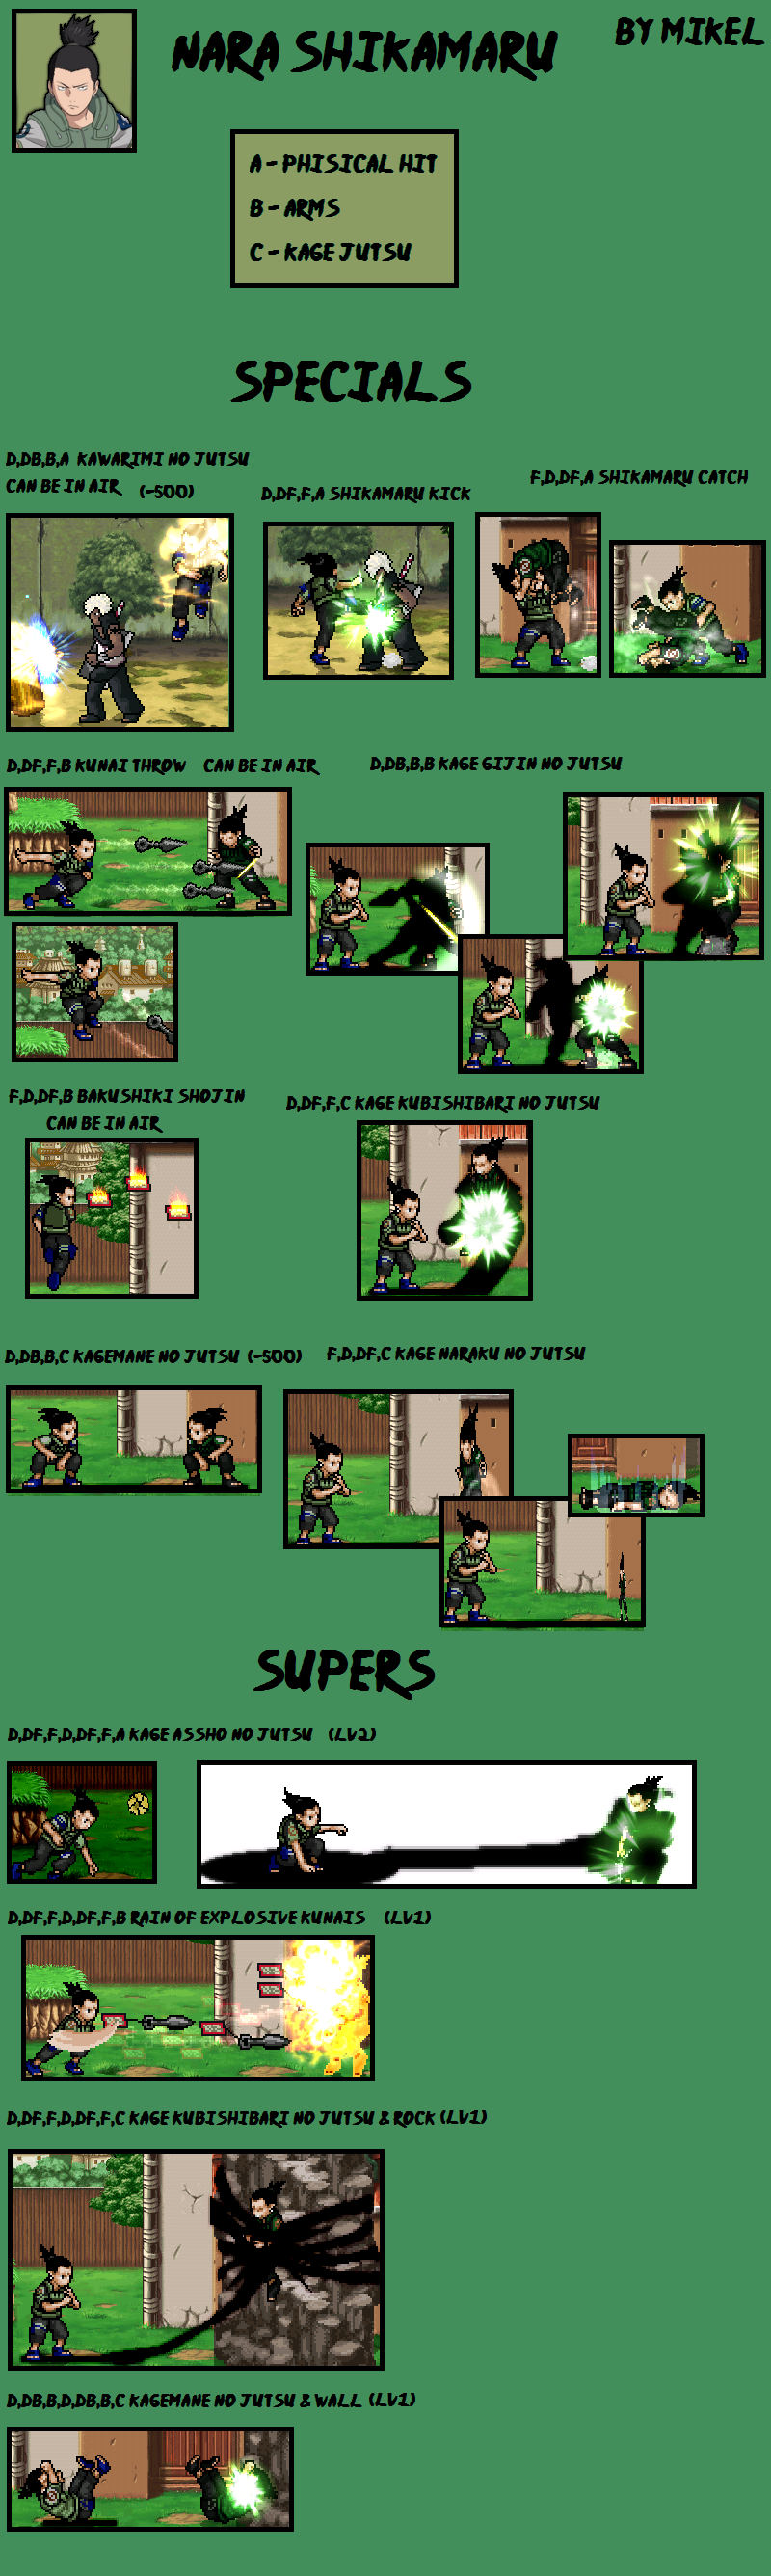 NARA SHIKAMARU
BY MIKEL
A - PHISICAL HIT
B - ARMS
C - KAGE JUTSU
SPECIALS
D,DB,B,A KAWARIMI NO JUTSU
CAN BE IN AIR (-500)
D,DF,F,A SHIKAMARU KICK
F,D,DF,A SHIKAMARU CATCH
D,DF,F,B KUNAI THROW CAN BE IN AIR
D,DB,B,B KAGE GIJIN NO JUTSU
F,D,DF,B BAKUSHIKI SHOJIN
CAN BE IN AIR
D,DF,F,C KAGE KUBISHIBARI NO JUTSU
D,DB,B,C KAGEMANE NO JUTSU (-500)
F,D,DF,C KAGE NARAKU NO JUTSU
SUPERS
D,DF,F,D,DF,F,A KAGE ASSHO NO JUTSU (LV2)
D,DF,F,D,DF,F,B RAIN OF EXPLOSIVE KUNAIS (LV1)
D,DF,F,D,DF,F,C KAGE KUBISHIBARI NO JUTSU & ROCK (LV1)
D,DB,B,D,DB,B,C KAGEMANE NO JUTSU & WALL (LV1)